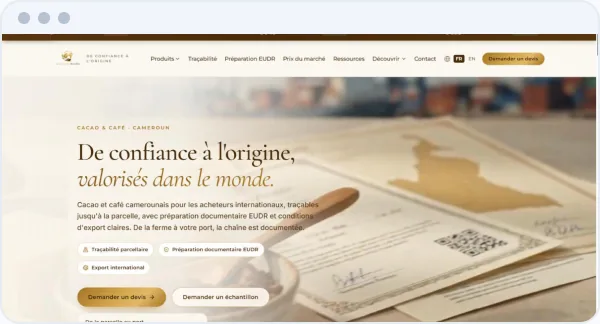 DE CONFIANCE À
L'ORIGINE
Produits Traçabilité Préparation EUDR Prix du marché Ressources Découvrir Contact FR EN Demander un devis
CACAO & CAFÉ · CAMEROUN
De confiance à l'origine,
valorisés dans le monde.
Cacao et café camerounais pour les acheteurs internationaux, traçables
jusqu'à la parcelle, avec préparation documentaire EUDR et conditions
d'export claires. De la ferme à votre port, la chaîne est documentée.
Traçabilité parcellaire Préparation documentaire EUDR
Export international
Demander un devis → Demander un échantillon